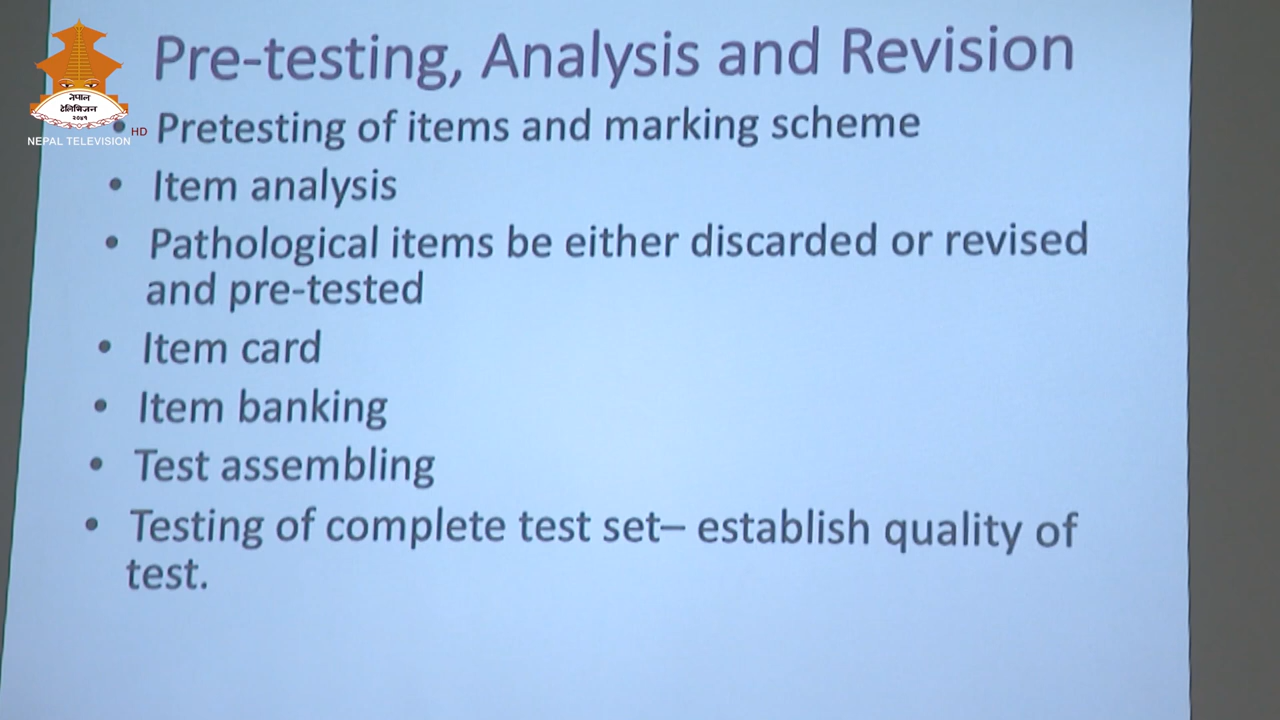 Pre-testing, Analysis and Revision
नेपाल
टेलिभिजन
२०४१
NEPAL TELEVISION HD
• Pretesting of items and marking scheme
• Item analysis
• Pathological items be either discarded or revised
and pre-tested
• Item card
• Item banking
• Test assembling
• Testing of complete test set– establish quality of
test.